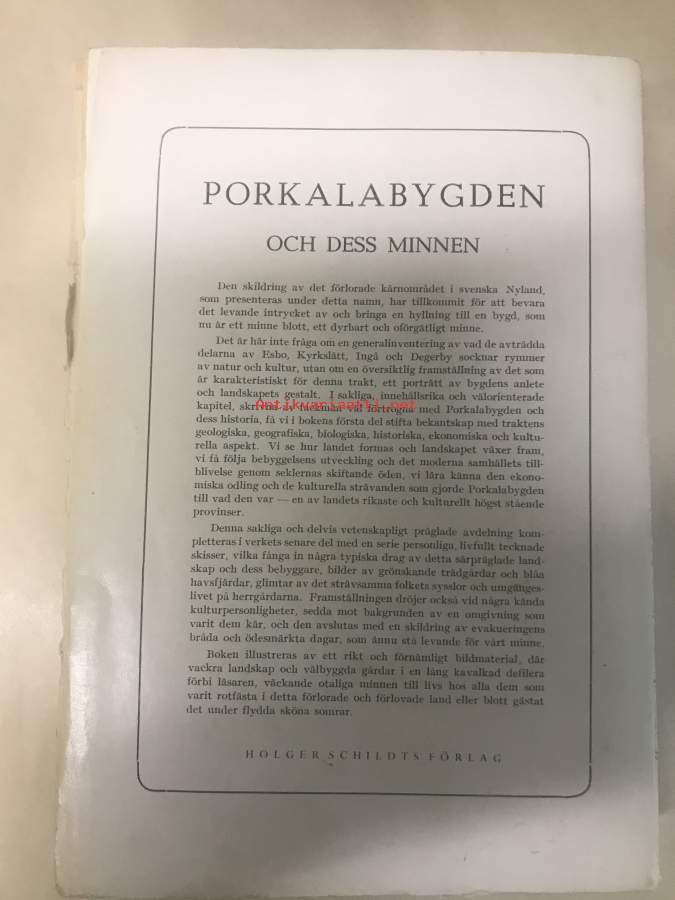 PORKALABYGDEN
OCH DESS MINNEN
Den skildring av det förlorade kärnområdet i svenska Nyland,
som presenteras under detta namn, har tillkommit för att bevara
det levande intrycket av och bringa en hyllning till en bygd, som
nu är ett minne blott, ett dyrbart och oförgätligt minne.
Det är här inte fråga om en generalinventering av vad de avträdda
delarna av Esbo, Kyrkslätt, Ingå och Degerby socknar rymmer
av natur och kultur, utan om en översiktlig framställning av det som
är karakteristiskt för denna trakt, ett porträtt av bygdens anlete
och landskapets gestalt. I sakliga, innehållsrika och välorienterade
kapitel, skrivna av fackmän väl förtrogna med Porkalabygden och
Antikvariaatti.net
dess historia, få vi i bokens första del stifta bekantskap med traktens
geologiska, geografiska, biologiska, historiska, ekonomiska och kultu-
rella aspekt. Vi se hur landet formas och landskapet växer fram,
vi få följa bebyggelsens utveckling och det moderna samhällets till-
blivelse genom seklernas skiftande öden, vi lära känna den ekono-
miska odling och de kulturella strävanden som gjorde Porkalabygden
till vad den var — en av landets rikaste och kulturellt högst stående
provinser.
Denna sakliga och delvis vetenskapligt präglade avdelning kom-
pletteras i verkets senare del med en serie personliga, livfullt tecknade
skisser, vilka fånga in några typiska drag av detta särpräglade land-
skap och dess bebyggare, bilder av grönskande trädgårdar och blåa
havsfjärdar, glimtar av det strävsamma folkets sysslor och umgänges-
livet på herrgårdarna. Framställningen dröjer också vid några kända
kulturpersonligheter, sedda mot bakgrunden av en omgivning som
varit dem kär, och den avslutas med en skildring av evakueringens
bråda och ödesmärkta dagar, som ännu stå levande för vårt minne.
Boken illustreras av ett rikt och förnämligt bildmaterial, där
vackra landskap och välbyggda gårdar i en lång kavalkad defilera
förbi läsaren, väckande otaliga minnen till livs hos alla dem som
varit rotfästa i detta förlorade och förlovade land eller blott gästat
det under flydda sköna somrar.
HOLGER SCHILDTS FÖRLAG